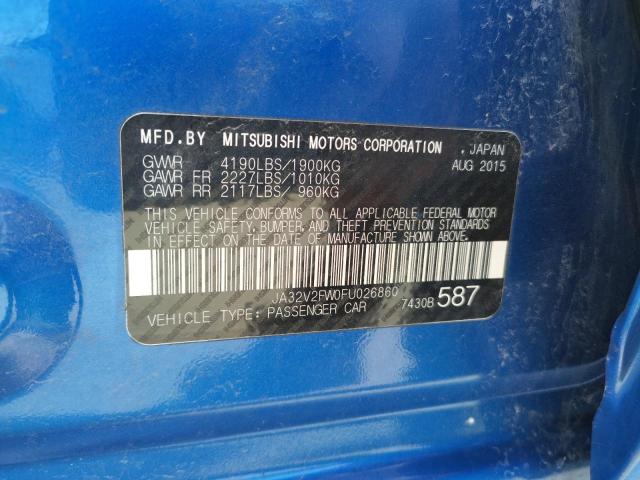 MFD.BY MITSUBISHI MOTORS CORPORATION , JAPAN
GVWR 4190LBS/1900KG AUG 2015
GAWR FR 2227LBS/1010KG
GAWR RR 2117LBS/ 960KG
THIS VEHICLE CONFORMS TO ALL APPLICABLE FEDERAL MOTOR
VEHICLE SAFETY, BUMPER, AND THEFT PREVENTION STANDARDS
IN EFFECT ON THE DATE OF MANUFACTURE SHOWN ABOVE.
JA32V2FW0FU026860
VEHICLE TYPE: PASSENGER CAR 7430B 587